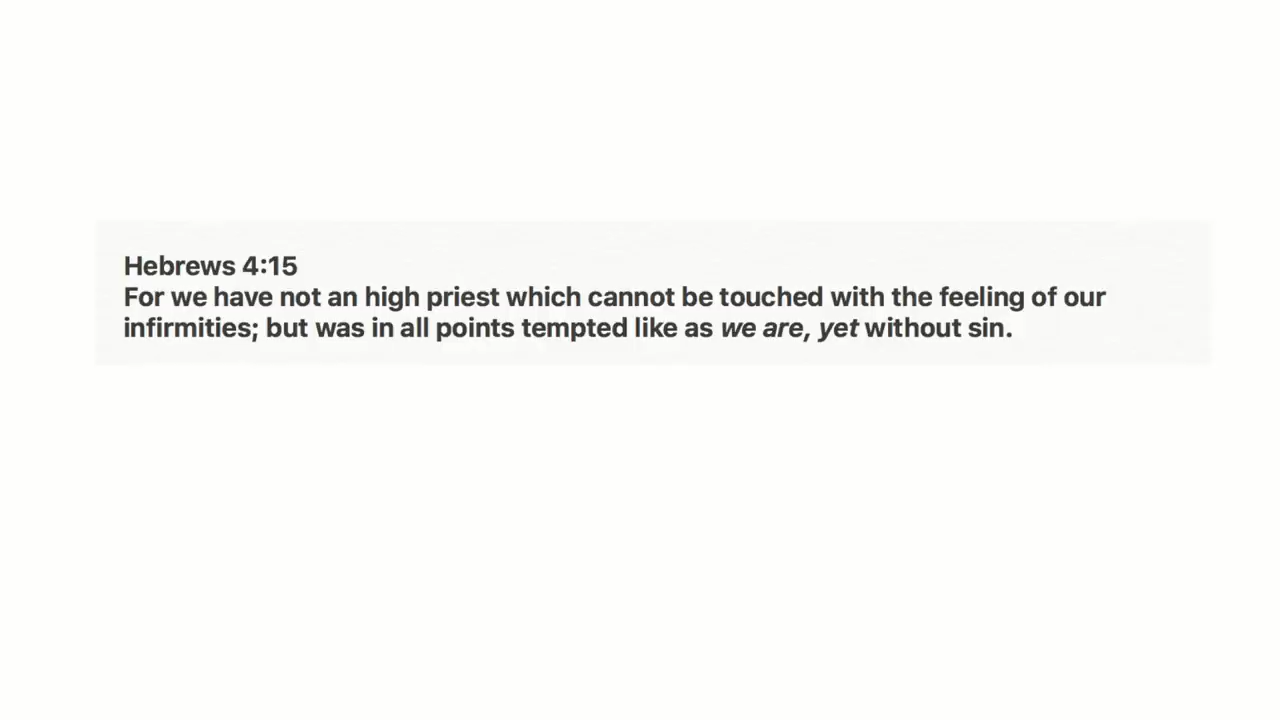 Hebrews 4:15
For we have not an high priest which cannot be touched with the feeling of our
infirmities; but was in all points tempted like as we are, yet without sin.